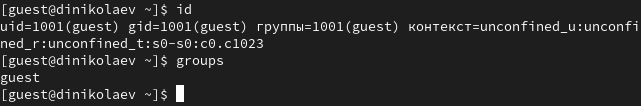 [guest@dinikolaev ~]$ id
uid=1001(guest) gid=1001(guest) группы=1001(guest) контекст=unconfined_u:unconfi
ned_r:unconfined_t:s0-s0:c0.c1023
[guest@dinikolaev ~]$ groups
guest
[guest@dinikolaev ~]$